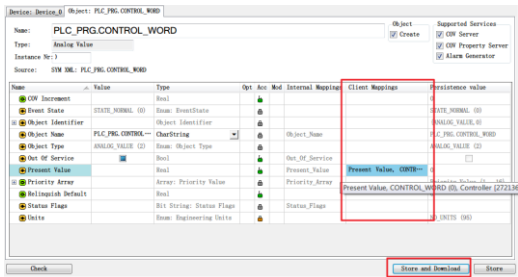 Device: Device_0 Object: PLC_PRG.CONTROL_WORD
Name: PLC_PRG.CONTROL_WORD
Type: Analog Value
Instance Nr:)
Source: SYM XML: PLC_PRG.CONTROL_WORD
Object
Create
Supported Services
COV Server
COV Property Server
Alarm Generator
Name Value Type Opt Acc Mod Internal Mappings Client Mappings Persistence value
COV Increment Real 0
Event State STATE_NORMAL (0) Enum: EventState STATE_NORMAL (0)
Object Identifier Object Identifier (ANALOG_VALUE,0)
Object Name PLC_PRG.CONTROL··· CharString Object_Name PLC_PRG.CONTROL_WORD
Object Type ANALOG_VALUE (2) Enum: Object Type ANALOG_VALUE (2)
Out Of Service Bool Out_Of_Service
Present Value Real Present_Value Present Value, CONTR··· 0
Priority Array Array: Priority Value Priority_Array
Present Value, CONTROL_WORD (0), Controller [272136
Relinquish Default Real
Status Flags Bit String: Status Flags Status_Flags
Units Enum: Engineering Units NO_UNITS (96)
Check Store and Download Store